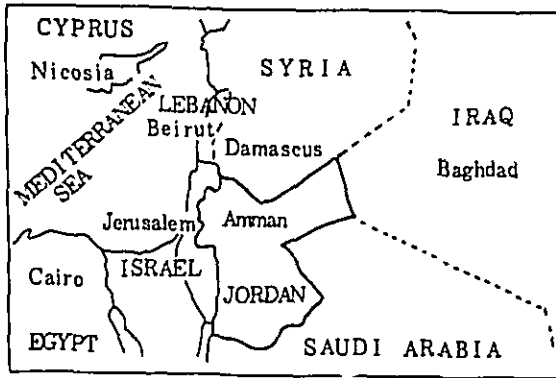 CYPRUS
Nicosia
SYRIA
LEBANON
Beirut
IRAQ
MEDITERRANEAN
SEA
Damascus
Baghdad
Jerusalem
Amman
Cairo
ISRAEL
JORDAN
EGYPT
SAUDI ARABIA